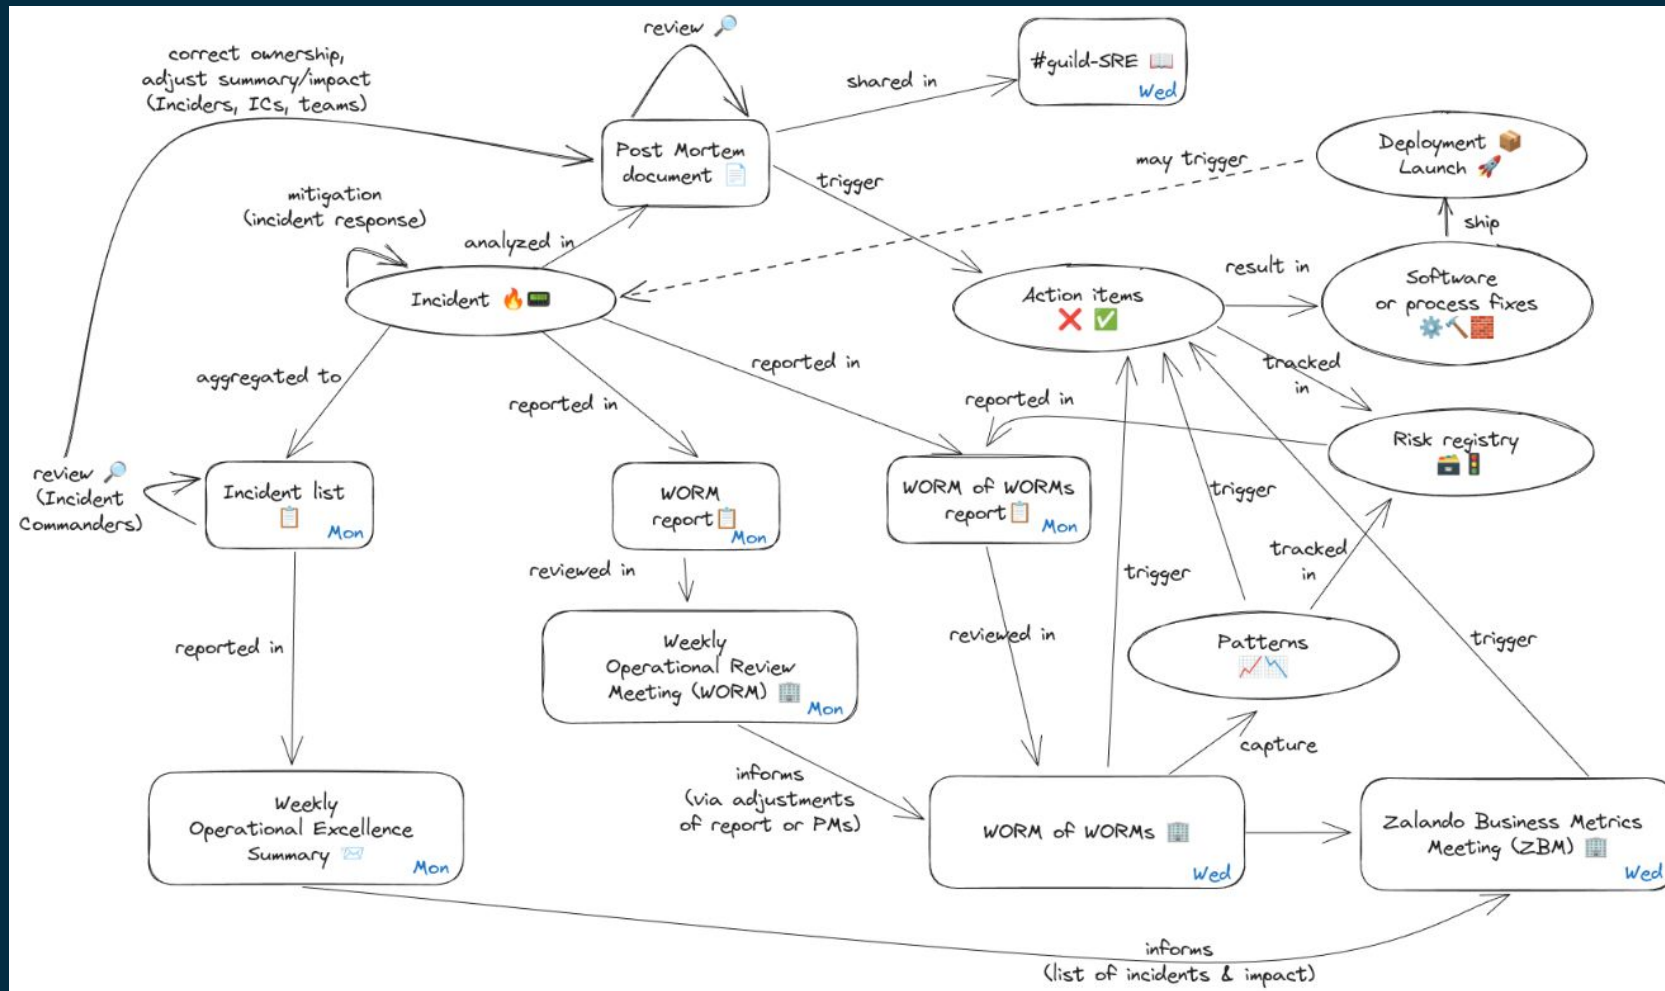 review 🔎
correct ownership,
adjust summary/impact
(Inciders, ICs, teams)
shared in
#guild-SRE 📖
Wed
Post Mortem
document 📄
may trigger
Deployment 📦
Launch 🚀
trigger
mitigation
(incident response)
analyzed in
ship
Incident 🔥📟
Action items
❌ ✅
result in
Software
or process fixes
⚙️🔨🧱
aggregated to
reported in
reported in
tracked
in
reported in
Risk registry
🗃️🚦
review 🔎
(Incident
Commanders)
Incident list
📋
Mon
WORM
report📋
Mon
WORM of WORMs
report📋
Mon
trigger
tracked
in
reviewed in
trigger
reported in
Weekly
Operational Review
Meeting (WORM) 🏢
Mon
reviewed in
Patterns
📈📉
trigger
capture
informs
(via adjustments
of report or PMs)
Weekly
Operational Excellence
Summary 📨
Mon
WORM of WORMs 🏢
Wed
Zalando Business Metrics
Meeting (ZBM) 🏢
Wed
informs
(list of incidents & impact)